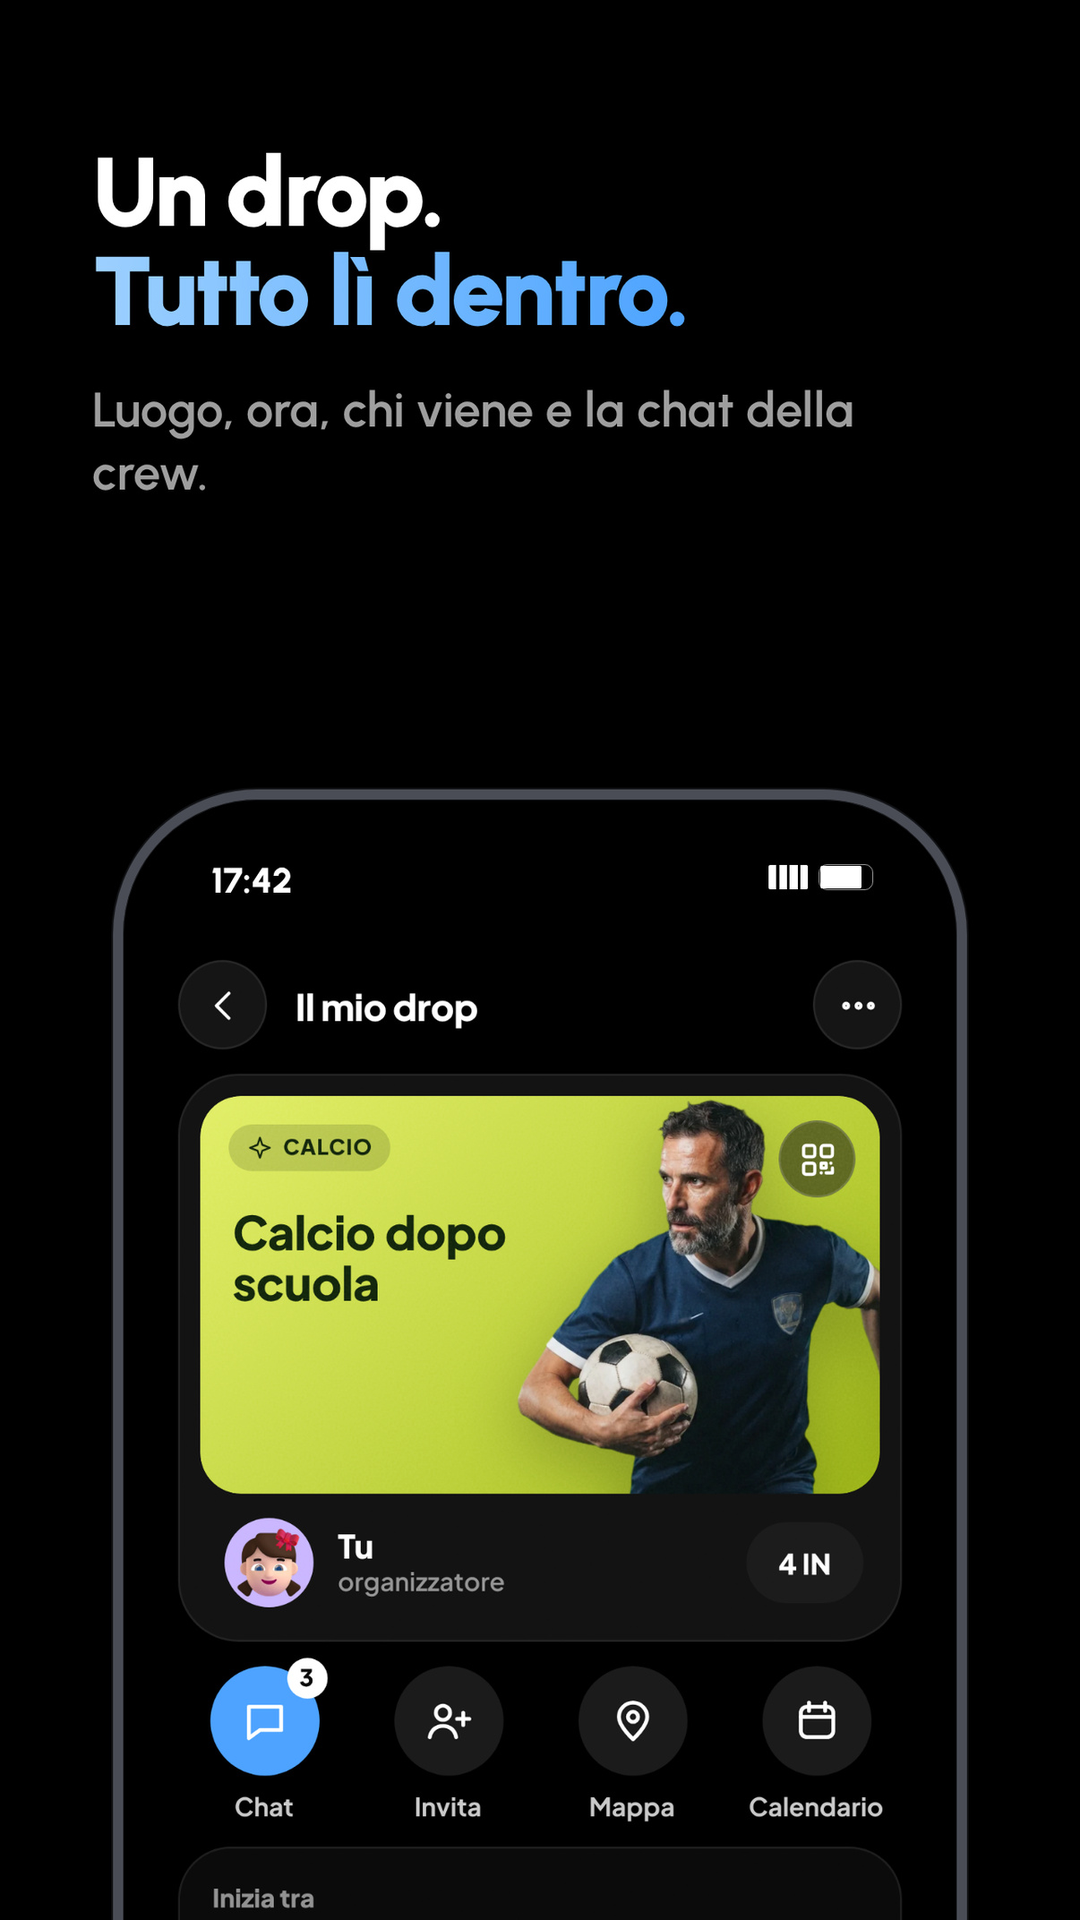 Un drop.
Tutto lì dentro.
Luogo, ora, chi viene e la chat della
crew.
17:42
Il mio drop
CALCIO
Calcio dopo
scuola
Tu
organizzatore
4 IN
3
Chat
Invita
Mappa
Calendario
Inizia tra